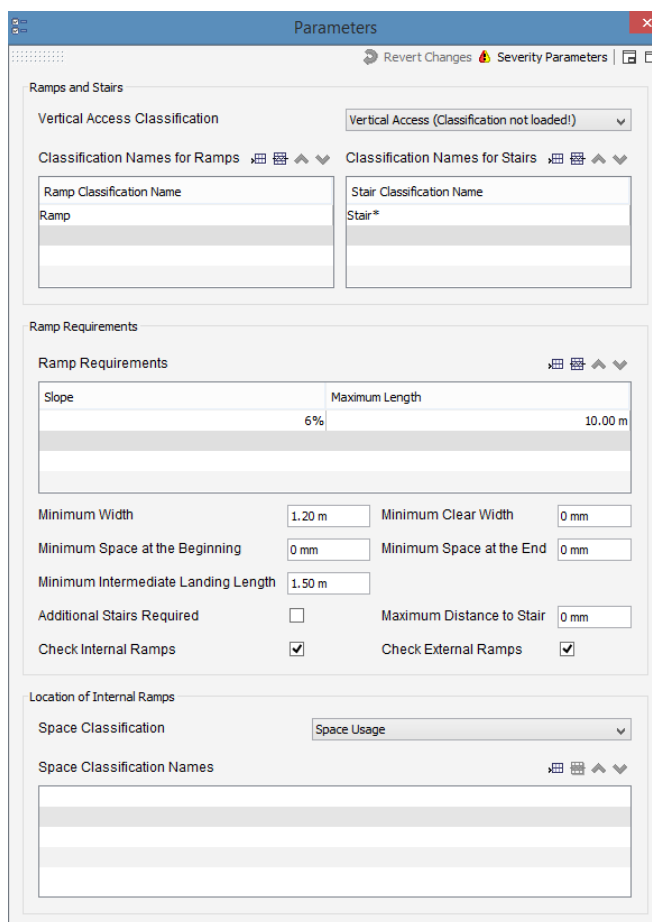 Parameters
Revert Changes Severity Parameters
Ramps and Stairs
Vertical Access Classification Vertical Access (Classification not loaded!)
Classification Names for Ramps Classification Names for Stairs
Ramp Classification Name Stair Classification Name
Ramp Stair*
Ramp Requirements
Ramp Requirements
Slope Maximum Length
6% 10.00 m
Minimum Width 1.20 m Minimum Clear Width 0 mm
Minimum Space at the Beginning 0 mm Minimum Space at the End 0 mm
Minimum Intermediate Landing Length 1.50 m
Additional Stairs Required Maximum Distance to Stair 0 mm
Check Internal Ramps Check External Ramps
Location of Internal Ramps
Space Classification Space Usage
Space Classification Names